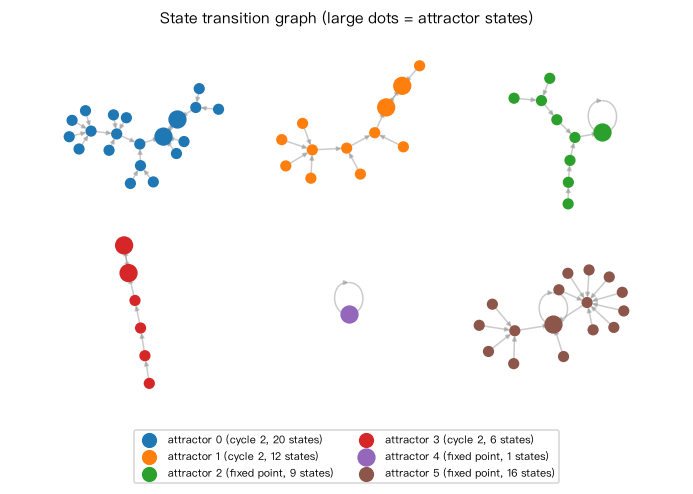 State transition graph (large dots = attractor states)
attractor 0 (cycle 2, 20 states)
attractor 1 (cycle 2, 12 states)
attractor 2 (fixed point, 9 states)
attractor 3 (cycle 2, 6 states)
attractor 4 (fixed point, 1 states)
attractor 5 (fixed point, 16 states)